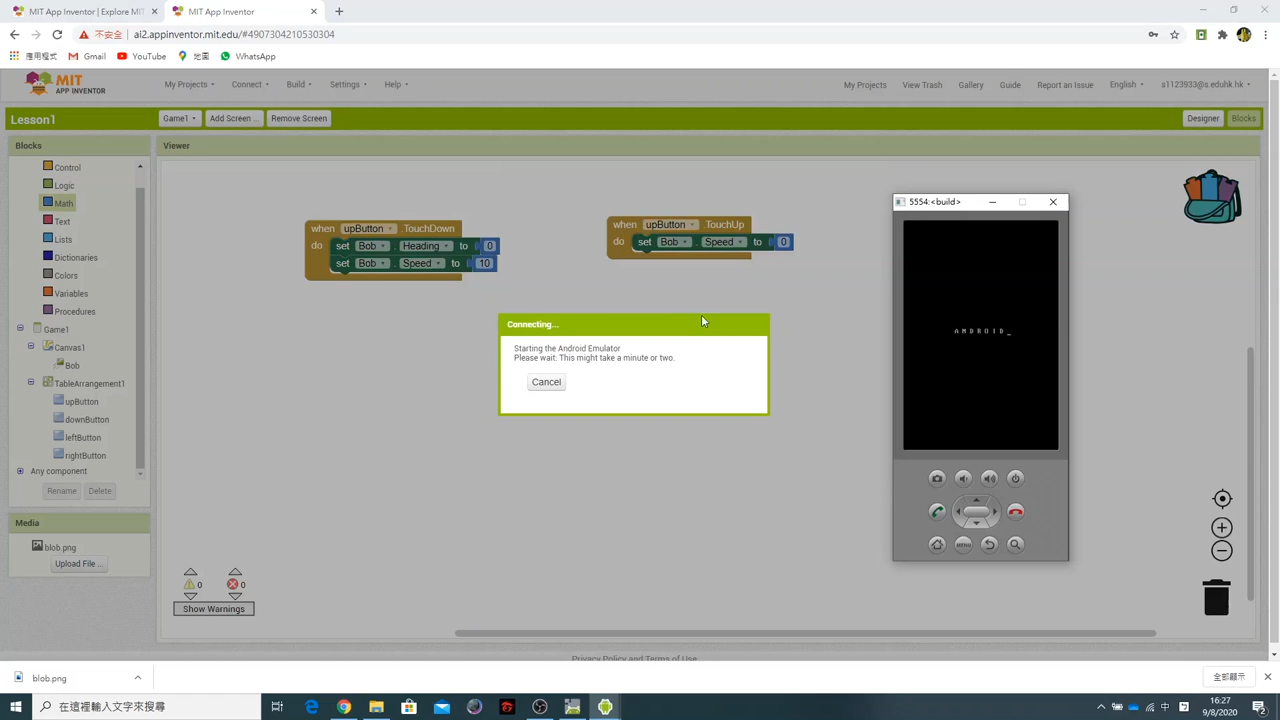 MIT App Inventor | Explore MIT
MIT App Inventor
不安全
ai2.appinventor.mit.edu/#4907304210530304
應用程式
Gmail
YouTube
地圖
WhatsApp
MIT
APP INVENTOR
My Projects
Connect
Build
Settings
Help
My Projects
View Trash
Gallery
Guide
Report an Issue
English
s1123933@s.eduhk.hk
Lesson1
Game1
Add Screen ...
Remove Screen
Designer
Blocks
Blocks
Viewer
Control
Logic
Math
Text
Lists
Dictionaries
Colors
Variables
Procedures
Game1
Canvas1
Bob
TableArrangement1
upButton
downButton
leftButton
rightButton
Any component
Rename
Delete
Media
blob.png
Upload File ...
when upButton .TouchDown
do set Bob . Heading to 0
set Bob . Speed to 10
when upButton .TouchUp
do set Bob . Speed to 0
Connecting...
Starting the Android Emulator
Please wait: This might take a minute or two.
Cancel
5554:<build>
ANDROID_
MENU
0
0
Show Warnings
Privacy Policy and Terms of Use
blob.png
全部顯示
在這裡輸入文字來搜尋
中
16:27
9/8/2020